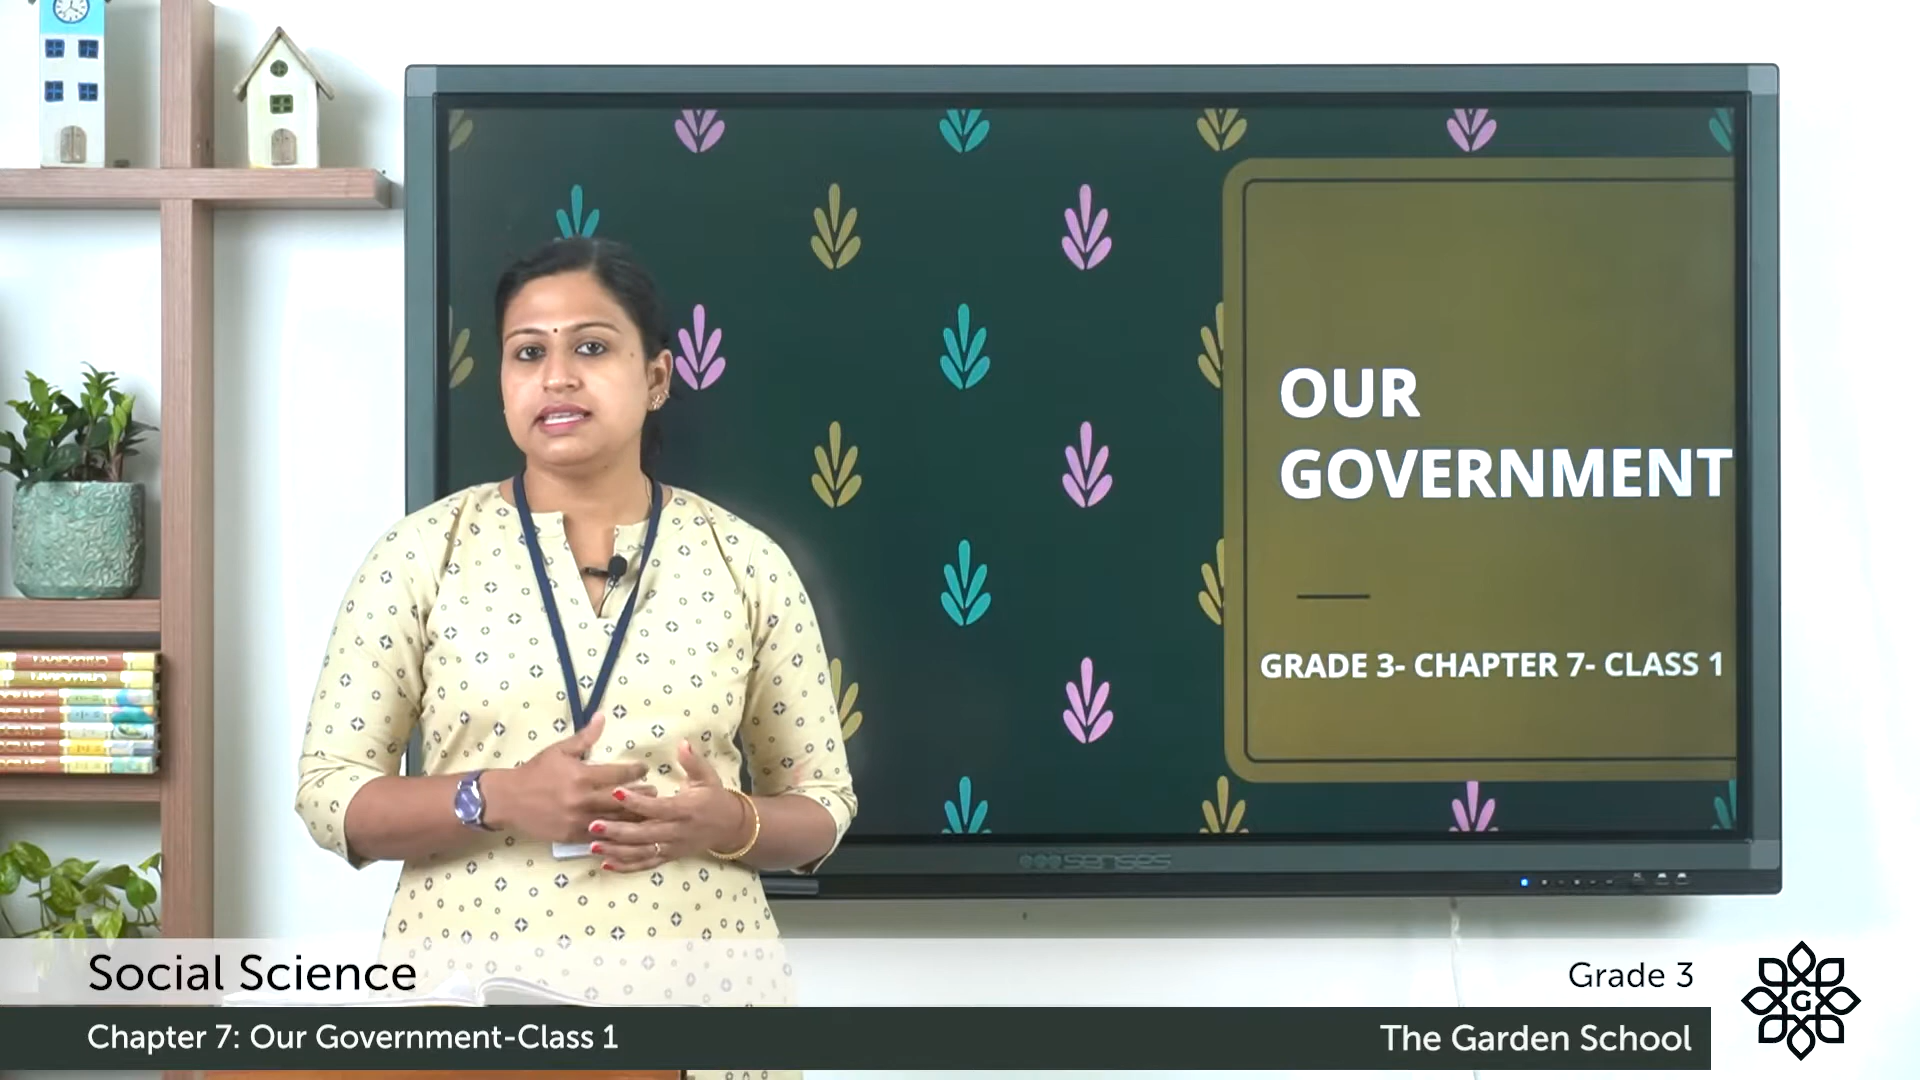 OUR
GOVERNMENT
GRADE 3- CHAPTER 7- CLASS 1
senses
Social Science
Grade 3
Chapter 7: Our Government-Class 1
The Garden School
G